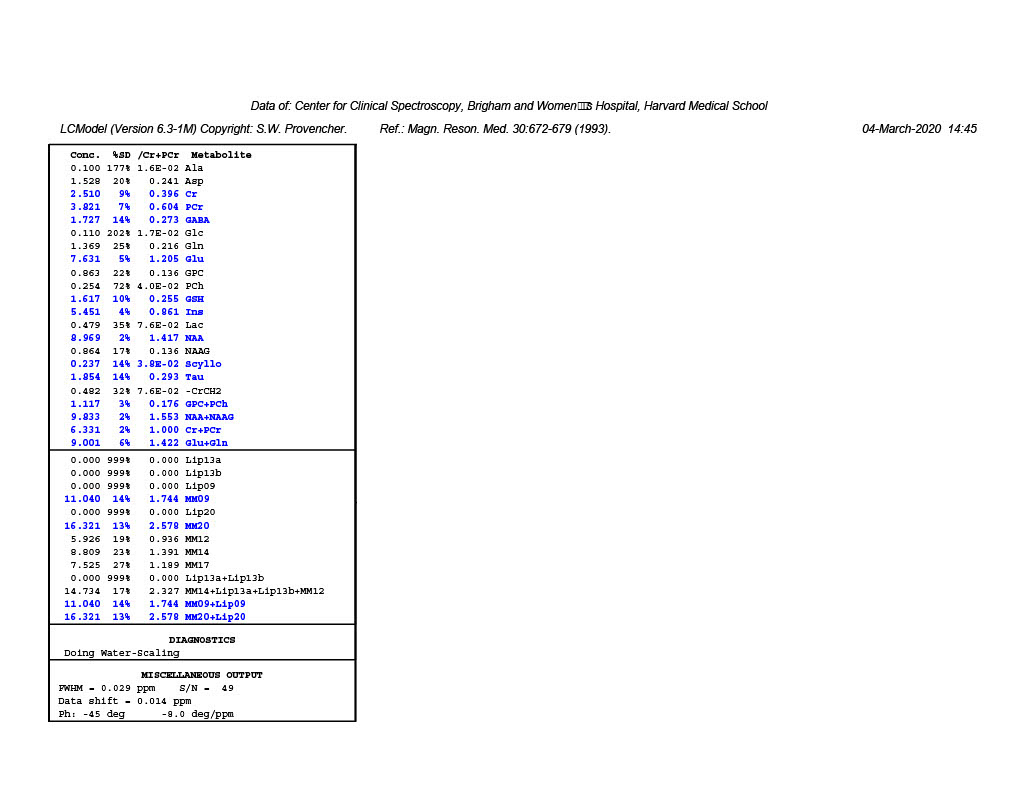 Data of: Center for Clinical Spectroscopy, Brigham and Women□□□s Hospital, Harvard Medical School
LCModel (Version 6.3-1M) Copyright: S.W. Provencher. Ref.: Magn. Reson. Med. 30:672-679 (1993). 04-March-2020 14:45
Conc. %SD /Cr+PCr Metabolite
0.100 177% 1.6E-02 Ala
1.528 20% 0.241 Asp
2.510 9% 0.396 Cr
3.821 7% 0.604 PCr
1.727 14% 0.273 GABA
0.110 202% 1.7E-02 Glc
1.369 25% 0.216 Gln
7.631 5% 1.205 Glu
0.863 22% 0.136 GPC
0.254 72% 4.0E-02 PCh
1.617 10% 0.255 GSH
5.451 4% 0.861 Ins
0.479 35% 7.6E-02 Lac
8.969 2% 1.417 NAA
0.864 17% 0.136 NAAG
0.237 14% 3.8E-02 Scyllo
1.854 14% 0.293 Tau
0.482 32% 7.6E-02 -CrCH2
1.117 3% 0.176 GPC+PCh
9.833 2% 1.553 NAA+NAAG
6.331 2% 1.000 Cr+PCr
9.001 6% 1.422 Glu+Gln
0.000 999% 0.000 Lip13a
0.000 999% 0.000 Lip13b
0.000 999% 0.000 Lip09
11.040 14% 1.744 MM09
0.000 999% 0.000 Lip20
16.321 13% 2.578 MM20
5.926 19% 0.936 MM12
8.809 23% 1.391 MM14
7.525 27% 1.189 MM17
0.000 999% 0.000 Lip13a+Lip13b
14.734 17% 2.327 MM14+Lip13a+Lip13b+MM12
11.040 14% 1.744 MM09+Lip09
16.321 13% 2.578 MM20+Lip20
DIAGNOSTICS
Doing Water-Scaling
MISCELLANEOUS OUTPUT
FWHM = 0.029 ppm S/N = 49
Data shift = 0.014 ppm
Ph: -45 deg -8.0 deg/ppm